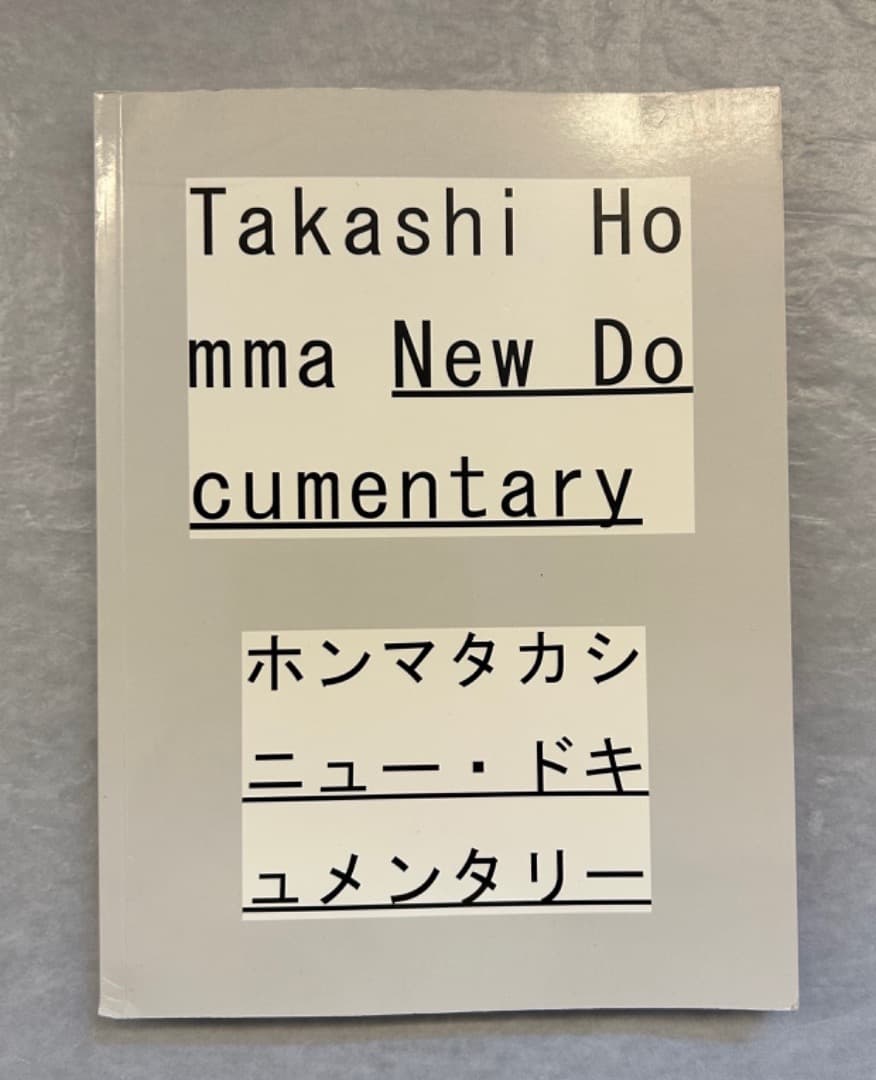 Takashi Ho
mma New Do
cumentary
ホンマタカシ
ニュー・ドキ
ュメンタリー